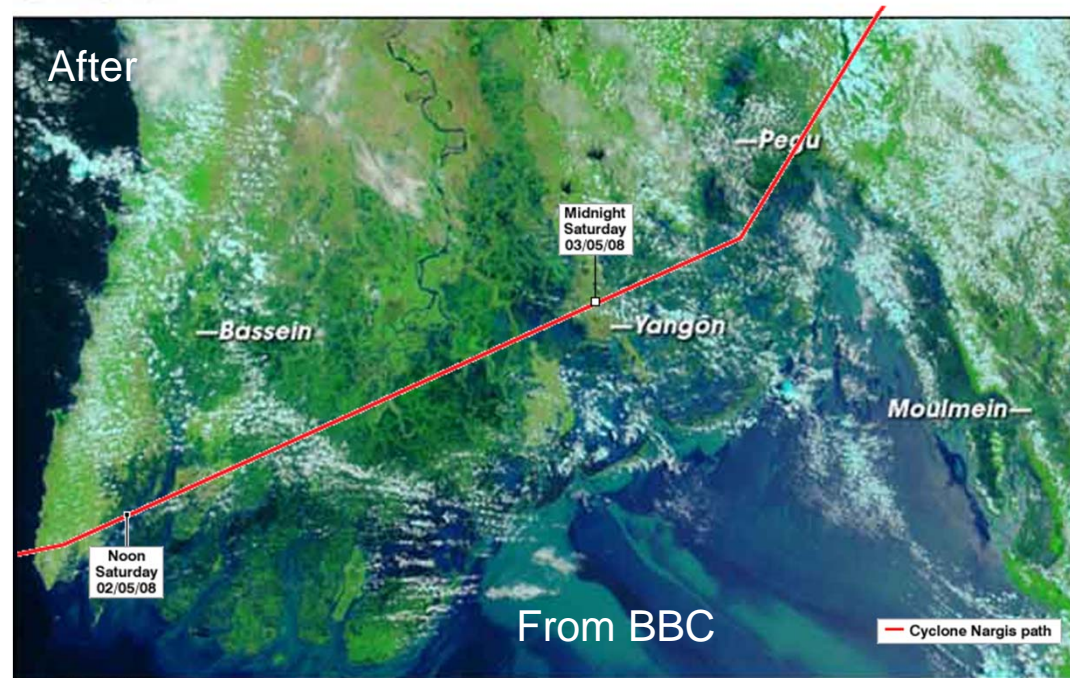 After
—Pegu
Midnight
Saturday
03/05/08
—Bassein
—Yangôn
Moulmein—
Noon
Saturday
02/05/08
From BBC
Cyclone Nargis path